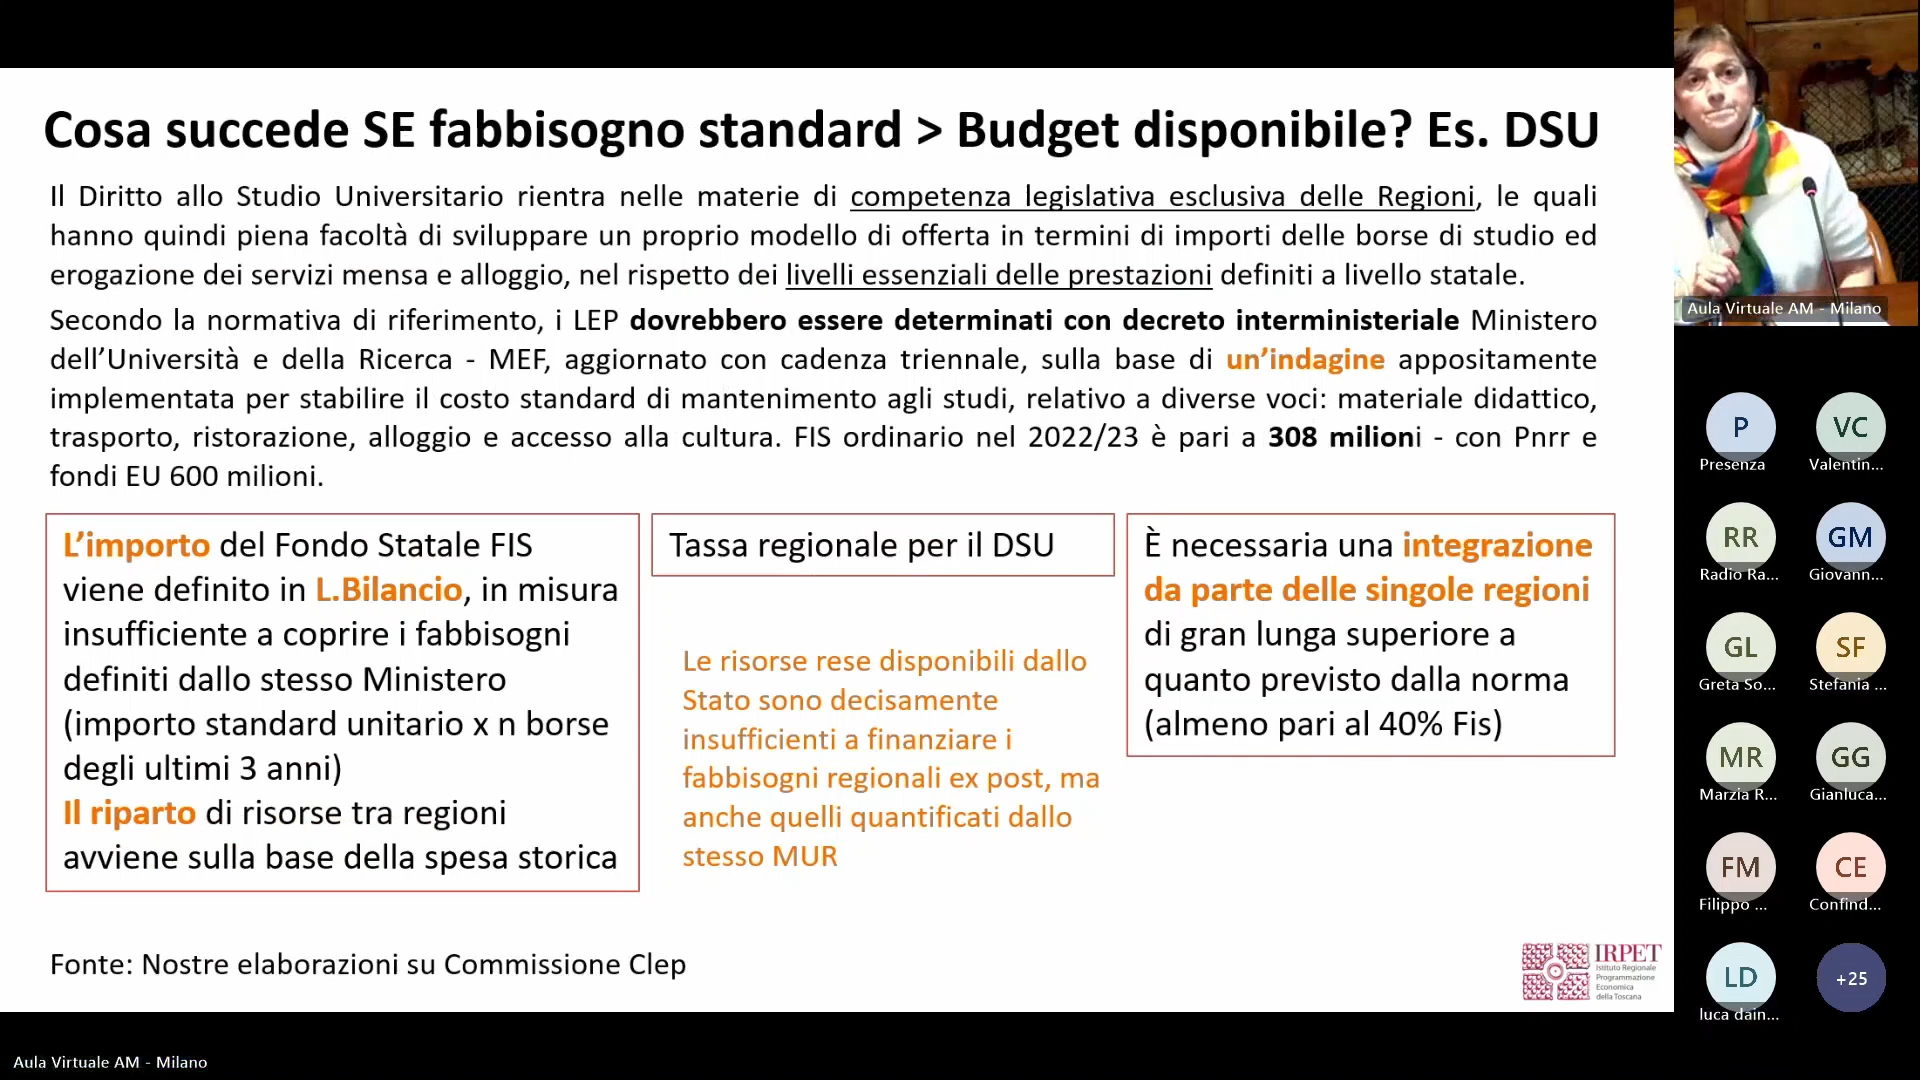 Cosa succede SE fabbisogno standard > Budget disponibile? Es. DSU
Il Diritto allo Studio Universitario rientra nelle materie di competenza legislativa esclusiva delle Regioni, le quali
hanno quindi piena facoltà di sviluppare un proprio modello di offerta in termini di importi delle borse di studio ed
erogazione dei servizi mensa e alloggio, nel rispetto dei livelli essenziali delle prestazioni definiti a livello statale.
Secondo la normativa di riferimento, i LEP dovrebbero essere determinati con decreto interministeriale Ministero
dell’Università e della Ricerca - MEF, aggiornato con cadenza triennale, sulla base di un’indagine appositamente
implementata per stabilire il costo standard di mantenimento agli studi, relativo a diverse voci: materiale didattico,
trasporto, ristorazione, alloggio e accesso alla cultura. FIS ordinario nel 2022/23 è pari a 308 milioni - con Pnrr e
fondi EU 600 milioni.
L’importo del Fondo Statale FIS
viene definito in L.Bilancio, in misura
insufficiente a coprire i fabbisogni
definiti dallo stesso Ministero
(importo standard unitario x n borse
degli ultimi 3 anni)
Il riparto di risorse tra regioni
avviene sulla base della spesa storica
Tassa regionale per il DSU
Le risorse rese disponibili dallo
Stato sono decisamente
insufficienti a finanziare i
fabbisogni regionali ex post, ma
anche quelli quantificati dallo
stesso MUR
È necessaria una integrazione
da parte delle singole regioni
di gran lunga superiore a
quanto previsto dalla norma
(almeno pari al 40% Fis)
Fonte: Nostre elaborazioni su Commissione Clep
IRPET
Istituto Regionale
Programmazione
Economica
della Toscana
Aula Virtuale AM - Milano
P
Presenza
VC
Valentin...
RR
Radio Ra...
GM
Giovann...
GL
Greta So...
SF
Stefania ...
MR
Marzia R...
GG
Gianluca...
FM
Filippo ...
CE
Confind...
LD
luca dain...
+25
Aula Virtuale AM - Milano